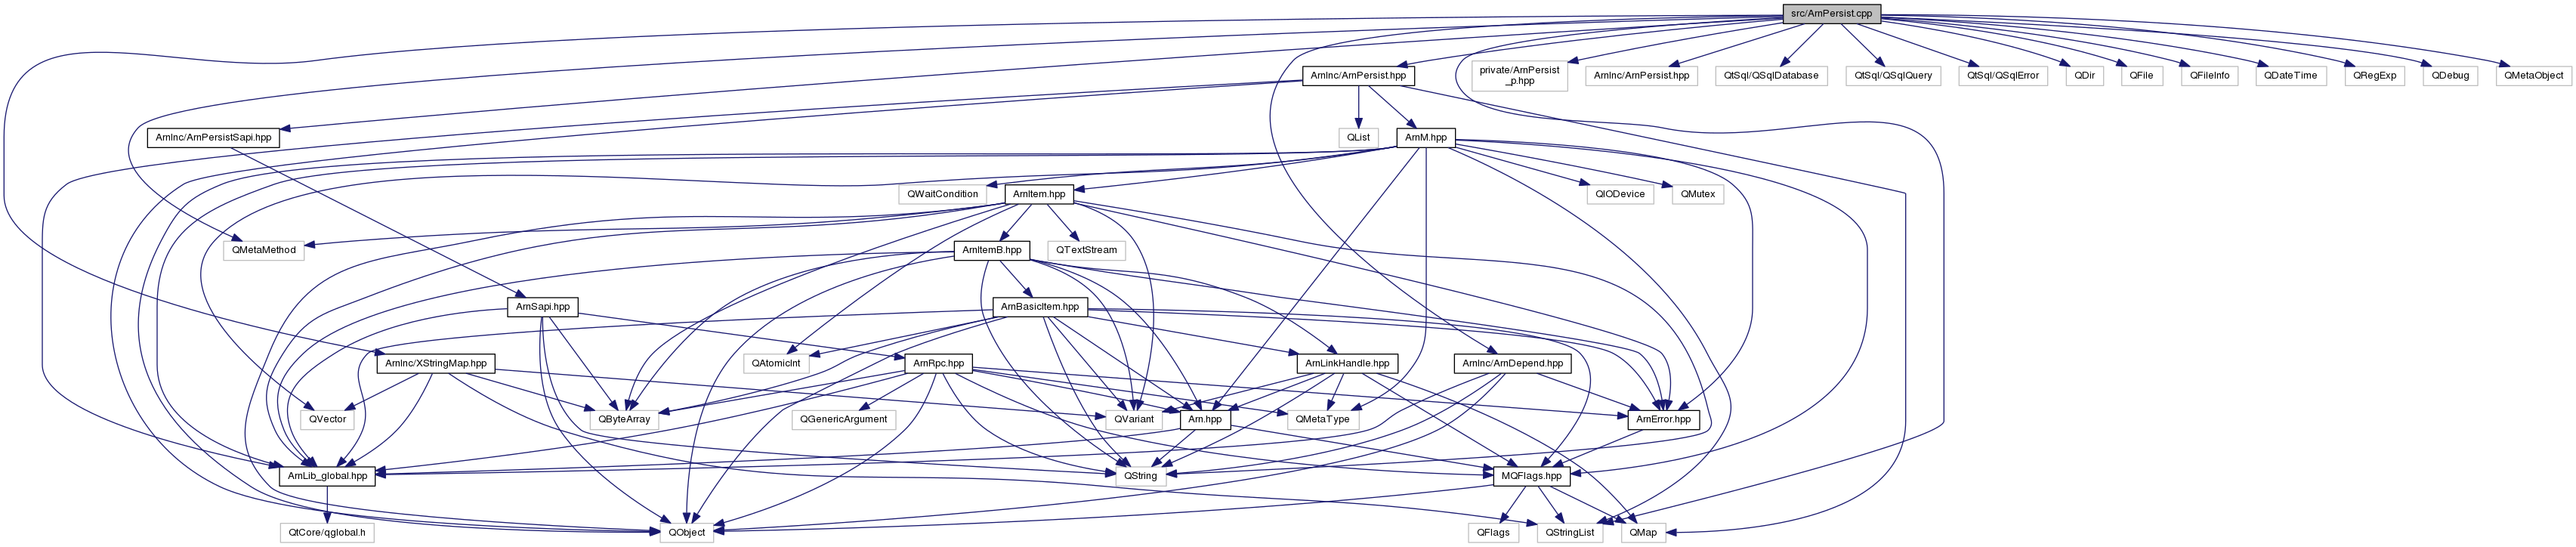 src/ArnPersist.cpp
ArnInc/ArnPersist.hpp
private/ArnPersist
_p.hpp
ArnInc/ArnPersist.hpp
QtSql/QSqlDatabase
QtSql/QSqlQuery
QtSql/QSqlError
QDir
QFile
QFileInfo
QDateTime
QRegExp
QDebug
QMetaObject
ArnInc/ArnPersistSapi.hpp
QList
ArnM.hpp
QWaitCondition
ArnItem.hpp
QIODevice
QMutex
QMetaMethod
ArnItemB.hpp
QTextStream
ArnSapi.hpp
ArnBasicItem.hpp
ArnInc/XStringMap.hpp
QAtomicInt
ArnRpc.hpp
ArnLinkHandle.hpp
ArnInc/ArnDepend.hpp
QVector
QByteArray
QGenericArgument
QVariant
Arn.hpp
QMetaType
ArnError.hpp
ArnLib_global.hpp
QString
MQFlags.hpp
QtCore/qglobal.h
QObject
QFlags
QStringList
QMap